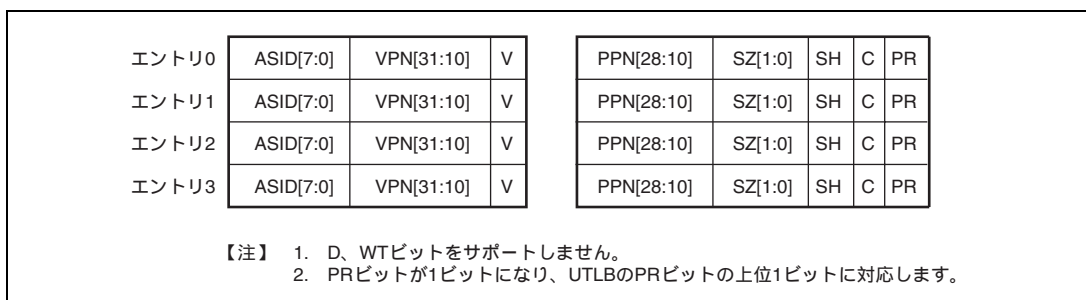 エントリ0 ASID[7:0] VPN[31:10] V PPN[28:10] SZ[1:0] SH C PR
エントリ1 ASID[7:0] VPN[31:10] V PPN[28:10] SZ[1:0] SH C PR
エントリ2 ASID[7:0] VPN[31:10] V PPN[28:10] SZ[1:0] SH C PR
エントリ3 ASID[7:0] VPN[31:10] V PPN[28:10] SZ[1:0] SH C PR
【注】 1. D、WTビットをサポートしません。
2. PRビットが1ビットになり、UTLBのPRビットの上位1ビットに対応します。